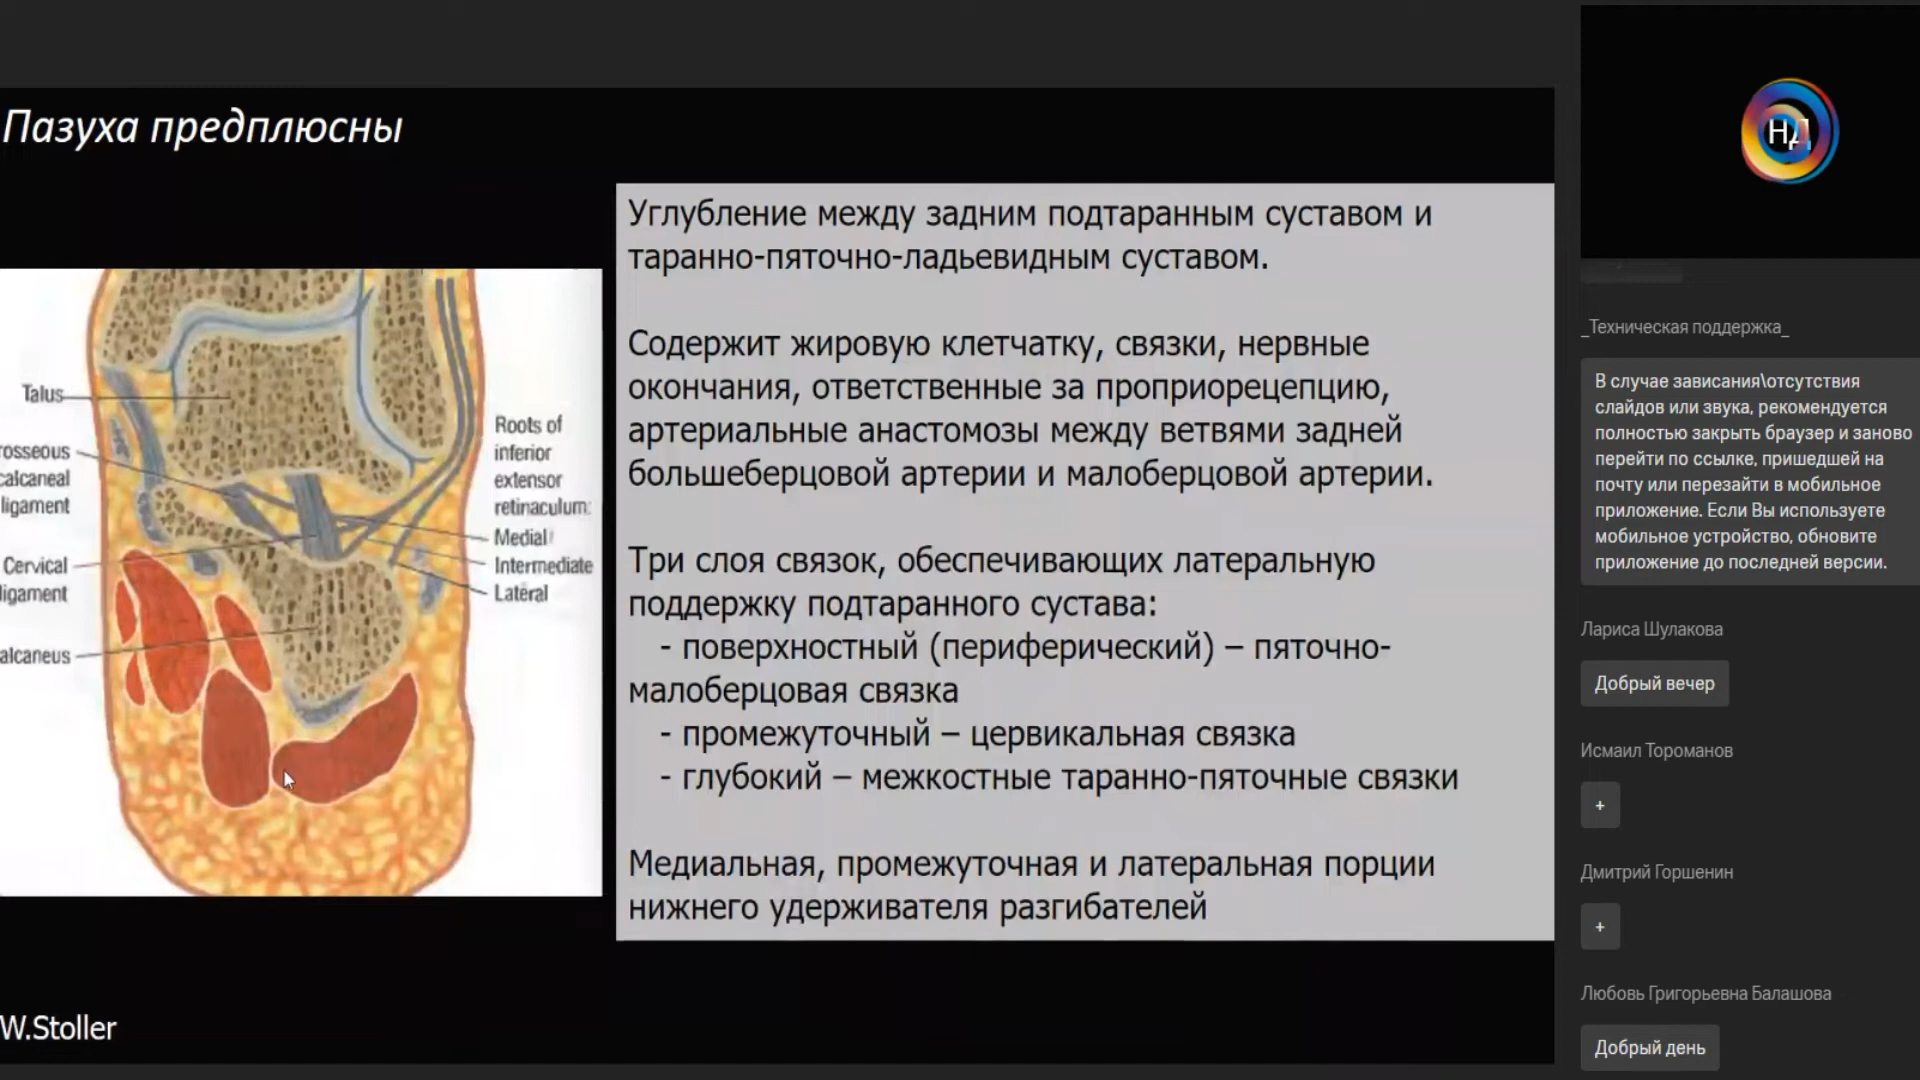 Пазуха предплюсны
Talus
rosseous
calcaneal
ligament
Cervical
ligament
alcaneus
Roots of
inferior
extensor
retinaculum:
Medial
Intermediate
Lateral
Углубление между задним подтаранным суставом и
таранно-пяточно-ладьевидным суставом.
Содержит жировую клетчатку, связки, нервные
окончания, ответственные за проприорецепцию,
артериальные анастомозы между ветвями задней
большеберцовой артерии и малоберцовой артерии.
Три слоя связок, обеспечивающих латеральную
поддержку подтаранного сустава:
- поверхностный (периферический) – пяточно-
малоберцовая связка
- промежуточный – цервикальная связка
- глубокий – межкостные таранно-пяточные связки
Медиальная, промежуточная и латеральная порции
нижнего удерживателя разгибателей
W.Stoller
НД
_Техническая поддержка_
В случае зависания\отсутствия
слайдов или звука, рекомендуется
полностью закрыть браузер и заново
перейти по ссылке, пришедшей на
почту или перезайти в мобильное
приложение. Если Вы используете
мобильное устройство, обновите
приложение до последней версии.
Лариса Шулакова
Добрый вечер
Исмаил Тороманов
+
Дмитрий Горшенин
+
Любовь Григорьевна Балашова
Добрый день